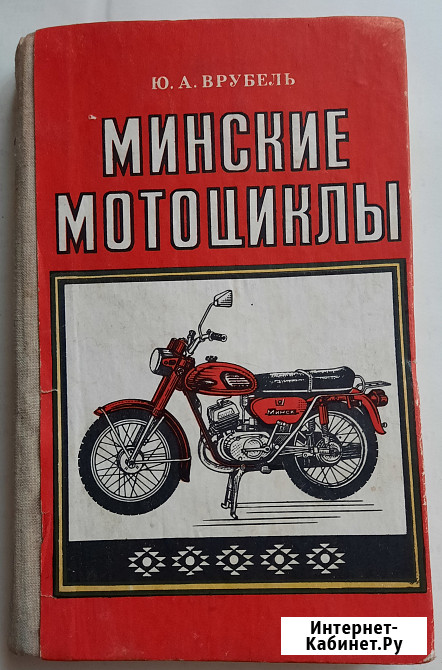 Ю. А. ВРУБЕЛЬ
МИНСКИЕ
МОТОЦИКЛЫ
МИНСК
Интернет-
Кабинет.Ру